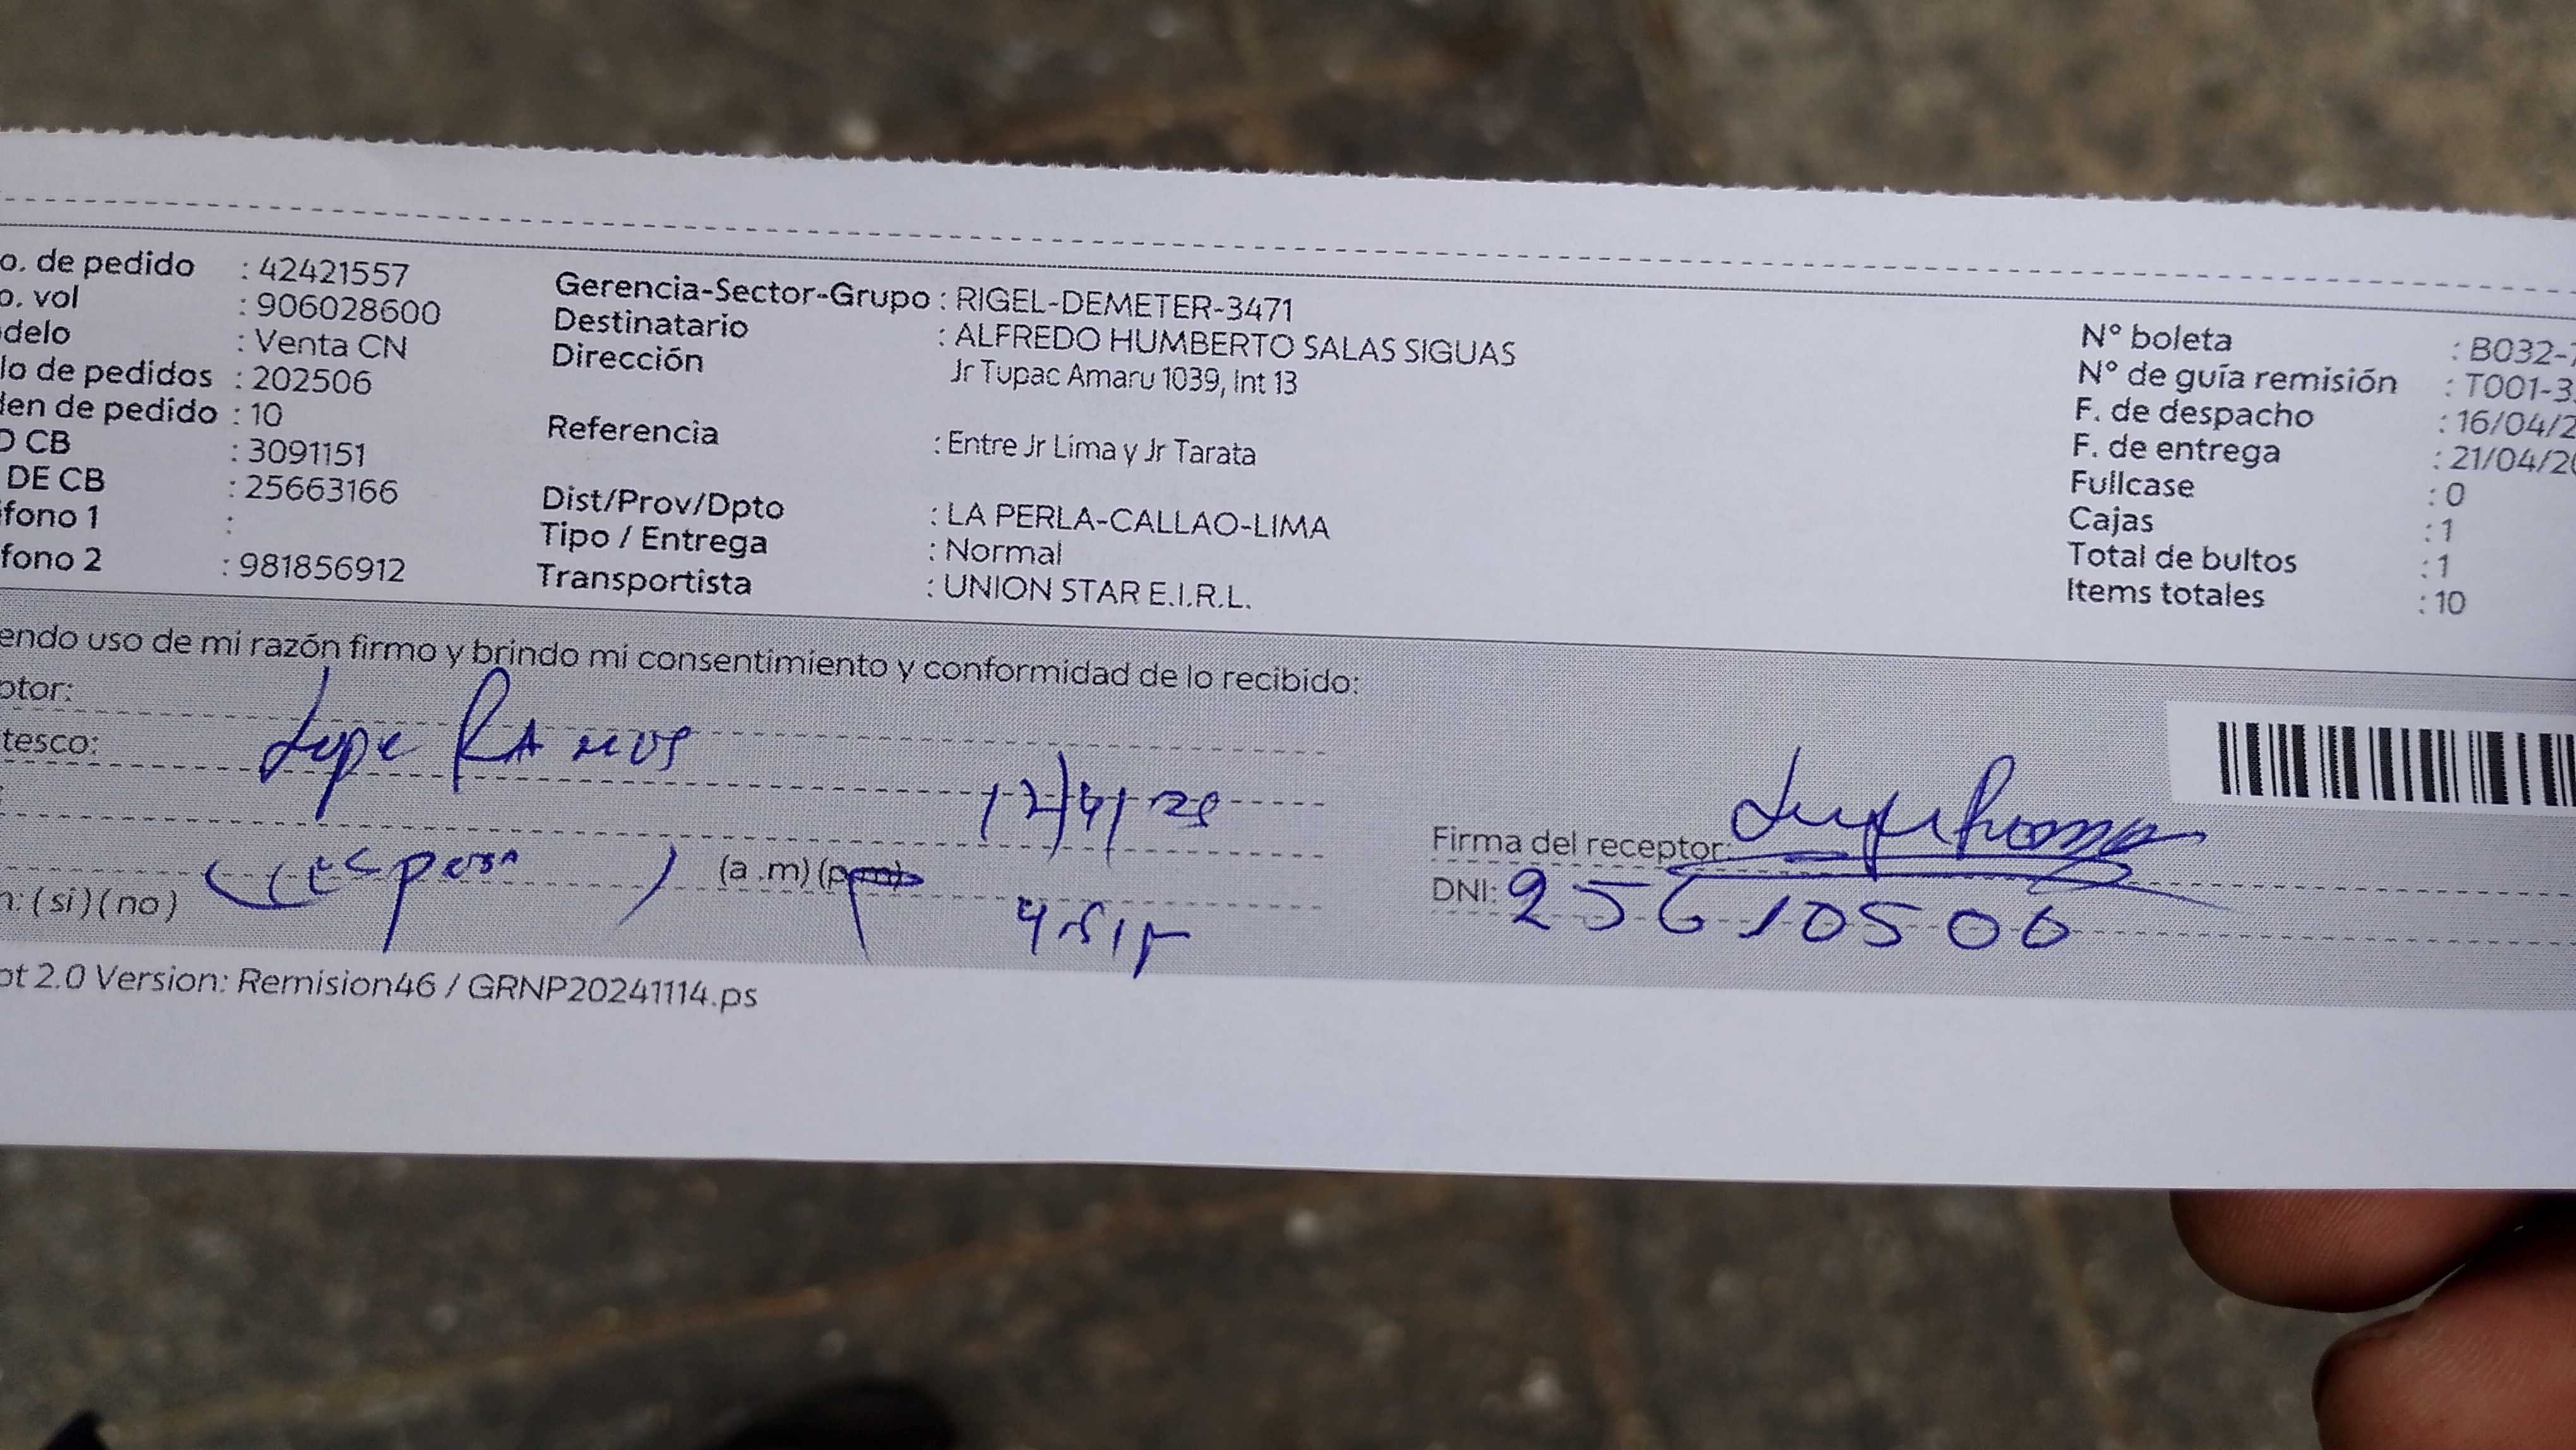 o. de pedido : 42421557
o. vol : 906028600
delo : Venta CN
lo de pedidos : 202506
den de pedido : 10
D CB : 3091151
DE CB : 25663166
fono 1 :
fono 2 : 981856912
Gerencia-Sector-Grupo : RIGEL-DEMETER-3471
Destinatario : ALFREDO HUMBERTO SALAS SIGUAS
Dirección Jr Tupac Amaru 1039, Int 13
Referencia : Entre Jr Lima y Jr Tarata
Dist/Prov/Dpto : LA PERLA-CALLAO-LIMA
Tipo / Entrega : Normal
Transportista : UNION STAR E.I.R.L.
N° boleta : B032-
N° de guía remisión : T001-3
F. de despacho : 16/04/2
F. de entrega : 21/04/20
Fullcase : 0
Cajas : 1
Total de bultos : 1
Items totales : 10
endo uso de mi razón firmo y brindo mi consentimiento y conformidad de lo recibido:
ptor:
tesco:
Lupe RAMOS
(a .m) (p.m)
n: (si) (no)
Firma del receptor:
DNI: 25610500
pt 2.0 Version: Remision46 / GRNP20241114.ps